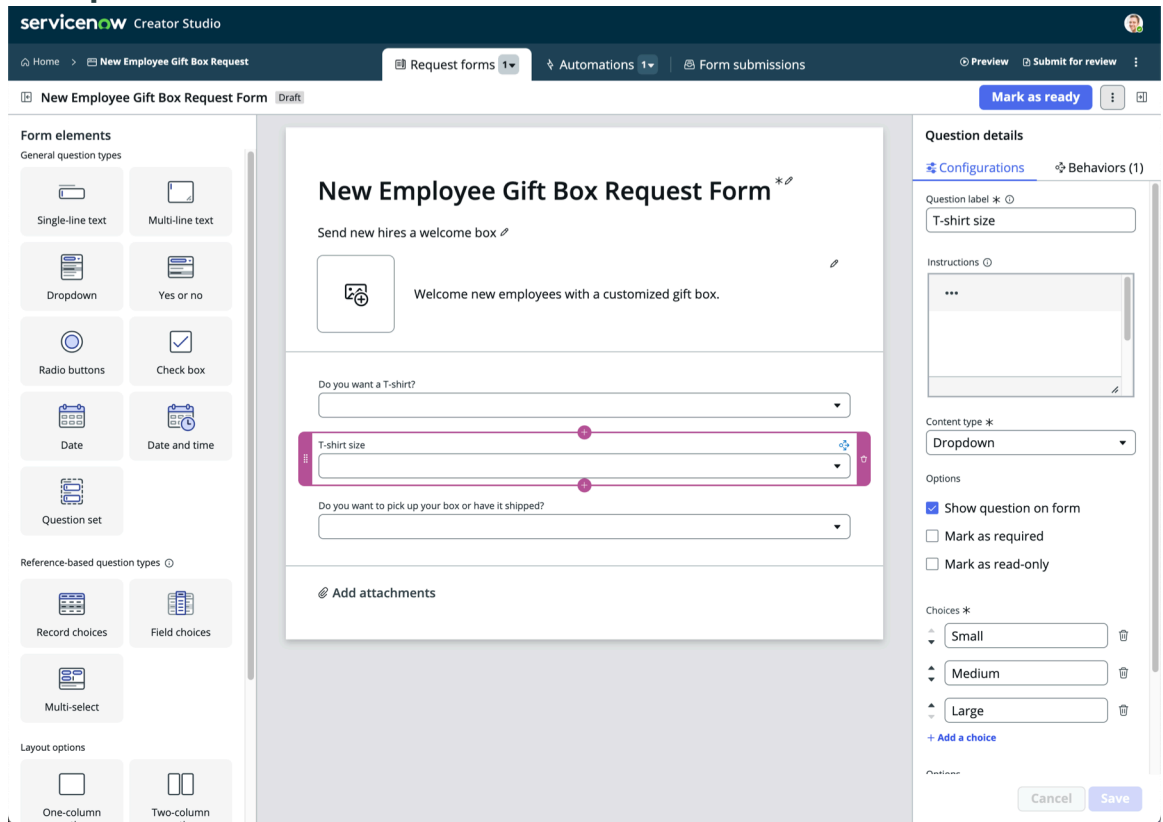 servicenow Creator Studio
Home > New Employee Gift Box Request
Request forms 1
Automations 1
Form submissions
Preview
Submit for review
New Employee Gift Box Request Form Draft
Mark as ready
Form elements
General question types
Single-line text
Multi-line text
Dropdown
Yes or no
Radio buttons
Check box
Date
Date and time
Question set
Reference-based question types
Record choices
Field choices
Multi-select
Layout options
One-column
Two-column
New Employee Gift Box Request Form *
Send new hires a welcome box
Welcome new employees with a customized gift box.
Do you want a T-shirt?
T-shirt size
Do you want to pick up your box or have it shipped?
Add attachments
Question details
Configurations
Behaviors (1)
Question label *
T-shirt size
Instructions
Content type *
Dropdown
Options
Show question on form
Mark as required
Mark as read-only
Choices *
Small
Medium
Large
+ Add a choice
Options
Cancel
Save